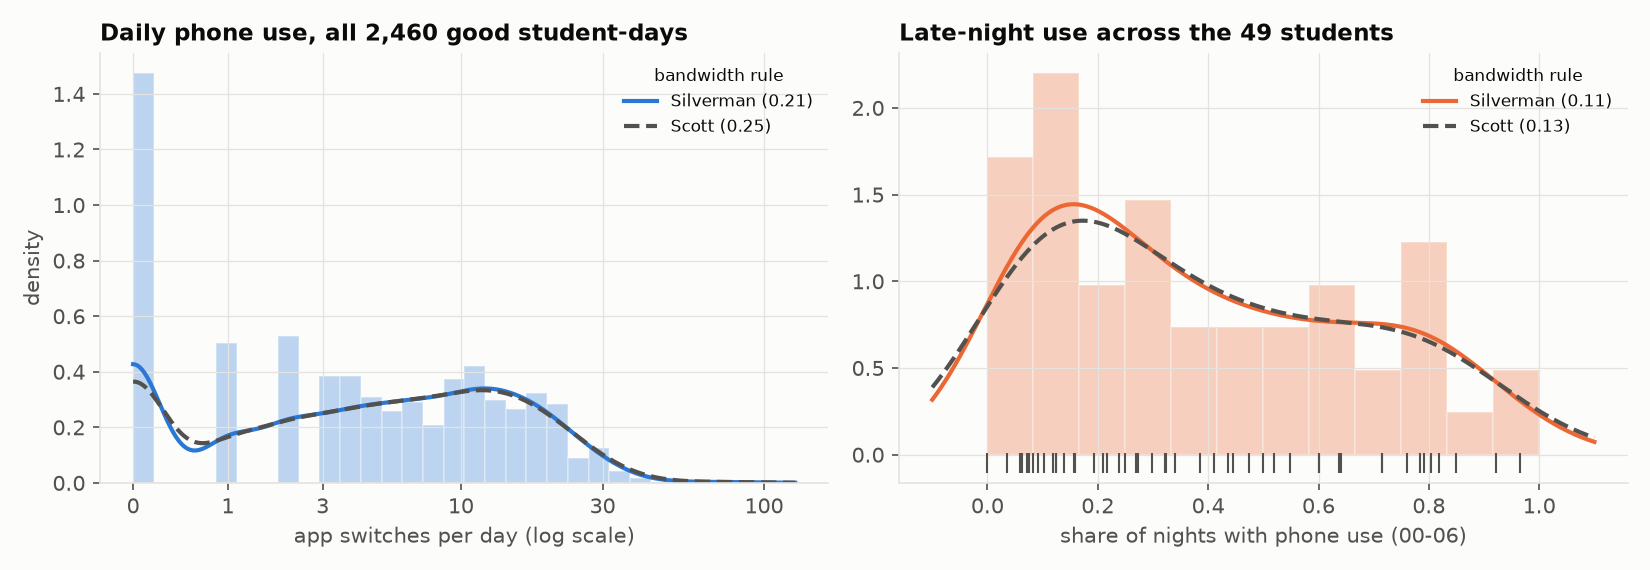 Daily phone use, all 2,460 good student-days
bandwidth rule
Silverman (0.21)
Scott (0.25)
density
1.4
1.2
1.0
0.8
0.6
0.4
0.2
0.0
0
1
3
10
30
100
app switches per day (log scale)
Late-night use across the 49 students
bandwidth rule
Silverman (0.11)
Scott (0.13)
2.0
1.5
1.0
0.5
0.0
0.0
0.2
0.4
0.6
0.8
1.0
share of nights with phone use (00-06)